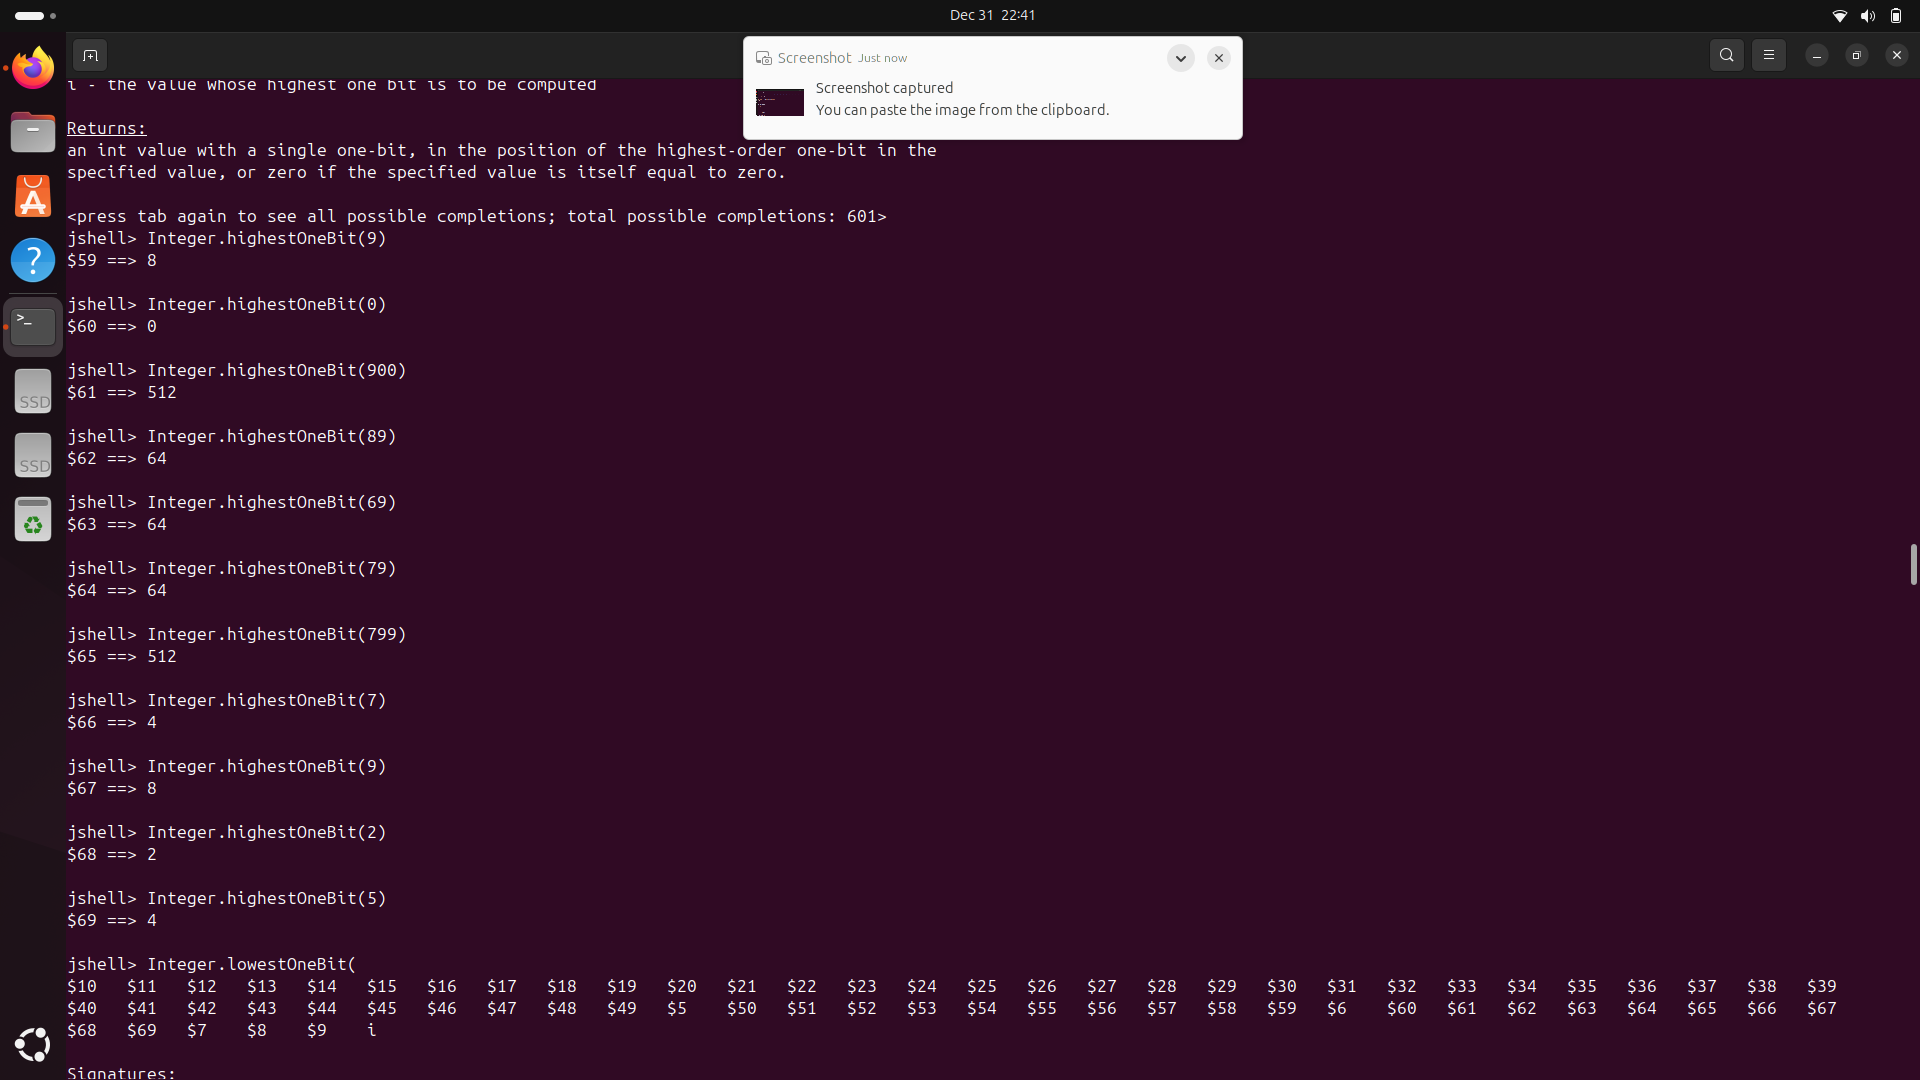 Dec 31 22:41
Screenshot Just now
Screenshot captured
You can paste the image from the clipboard.
i - the value whose highest one bit is to be computed
Returns:
an int value with a single one-bit, in the position of the highest-order one-bit in the
specified value, or zero if the specified value is itself equal to zero.
<press tab again to see all possible completions; total possible completions: 601>
jshell> Integer.highestOneBit(9)
$59 ==> 8
jshell> Integer.highestOneBit(0)
$60 ==> 0
jshell> Integer.highestOneBit(900)
$61 ==> 512
jshell> Integer.highestOneBit(89)
$62 ==> 64
jshell> Integer.highestOneBit(69)
$63 ==> 64
jshell> Integer.highestOneBit(79)
$64 ==> 64
jshell> Integer.highestOneBit(799)
$65 ==> 512
jshell> Integer.highestOneBit(7)
$66 ==> 4
jshell> Integer.highestOneBit(9)
$67 ==> 8
jshell> Integer.highestOneBit(2)
$68 ==> 2
jshell> Integer.highestOneBit(5)
$69 ==> 4
jshell> Integer.lowestOneBit(
$10 $11 $12 $13 $14 $15 $16 $17 $18 $19 $20 $21 $22 $23 $24 $25 $26 $27 $28 $29 $30 $31 $32 $33 $34 $35 $36 $37 $38 $39
$40 $41 $42 $43 $44 $45 $46 $47 $48 $49 $5 $50 $51 $52 $53 $54 $55 $56 $57 $58 $59 $6 $60 $61 $62 $63 $64 $65 $66 $67
$68 $69 $7 $8 $9 i
Signatures:
SSD
SSD